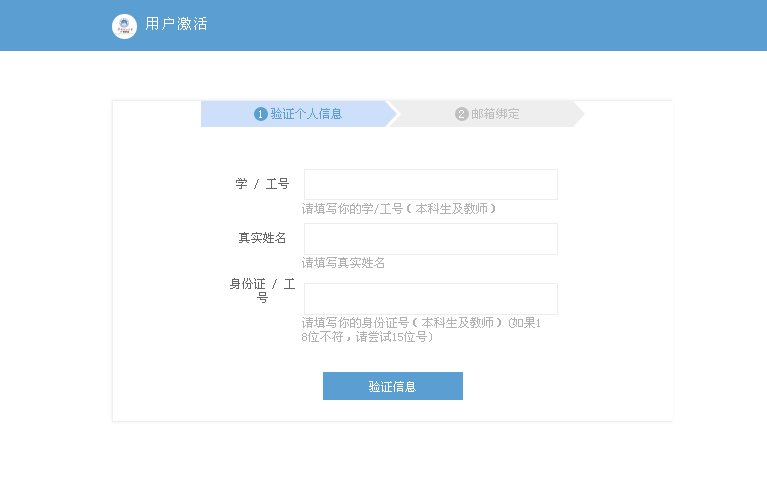 用户激活
1 验证个人信息
2 邮箱绑定
学 / 工号
请填写你的学/工号（本科生及教师）
真实姓名
请填写真实姓名
身份证 / 工
号
请填写你的身份证号（本科生及教师）(如果1
8位不符，请尝试15位号)
验证信息